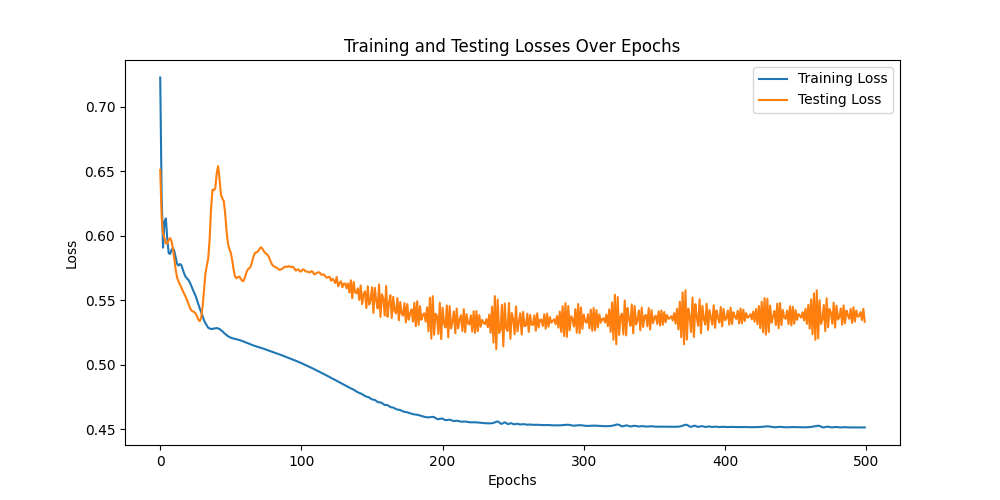 Training and Testing Losses Over Epochs
Training Loss
Testing Loss
Loss
0.70
0.65
0.60
0.55
0.50
0.45
0
100
200
300
400
500
Epochs